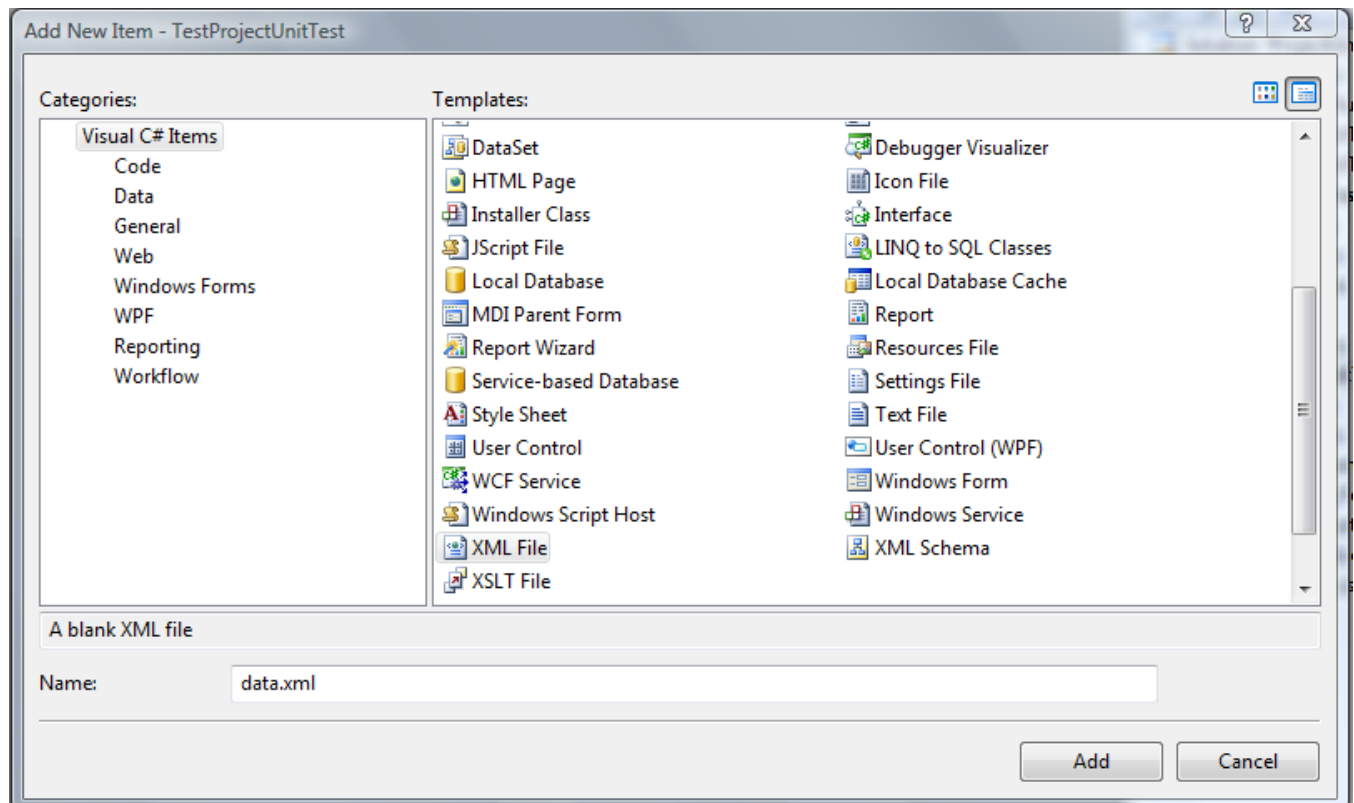 Add New Item - TestProjectUnitTest
Categories:
Templates:
Visual C# Items
Code
Data
General
Web
Windows Forms
WPF
Reporting
Workflow
DataSet
Debugger Visualizer
HTML Page
Icon File
Installer Class
Interface
JScript File
LINQ to SQL Classes
Local Database
Local Database Cache
MDI Parent Form
Report
Report Wizard
Resources File
Service-based Database
Settings File
Style Sheet
Text File
User Control
User Control (WPF)
WCF Service
Windows Form
Windows Script Host
Windows Service
XML File
XML Schema
XSLT File
A blank XML file
Name:
data.xml
Add
Cancel